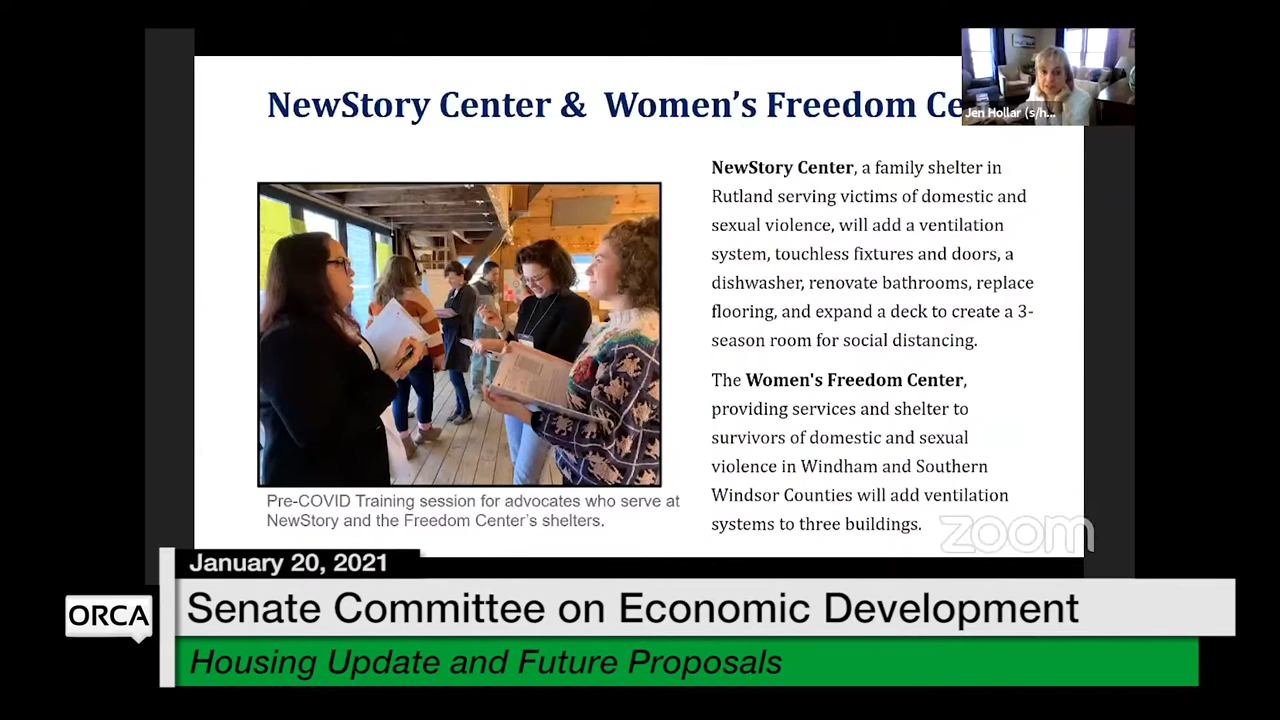 NewStory Center & Women's Freedom Ce
Jen Hollar (s/h...
NewStory Center, a family shelter in
Rutland serving victims of domestic and
sexual violence, will add a ventilation
system, touchless fixtures and doors, a
dishwasher, renovate bathrooms, replace
flooring, and expand a deck to create a 3-
season room for social distancing.
The Women's Freedom Center,
providing services and shelter to
survivors of domestic and sexual
violence in Windham and Southern
Windsor Counties will add ventilation
systems to three buildings.
Pre-COVID Training session for advocates who serve at
NewStory and the Freedom Center's shelters.
zoom
January 20, 2021
ORCA
Senate Committee on Economic Development
Housing Update and Future Proposals